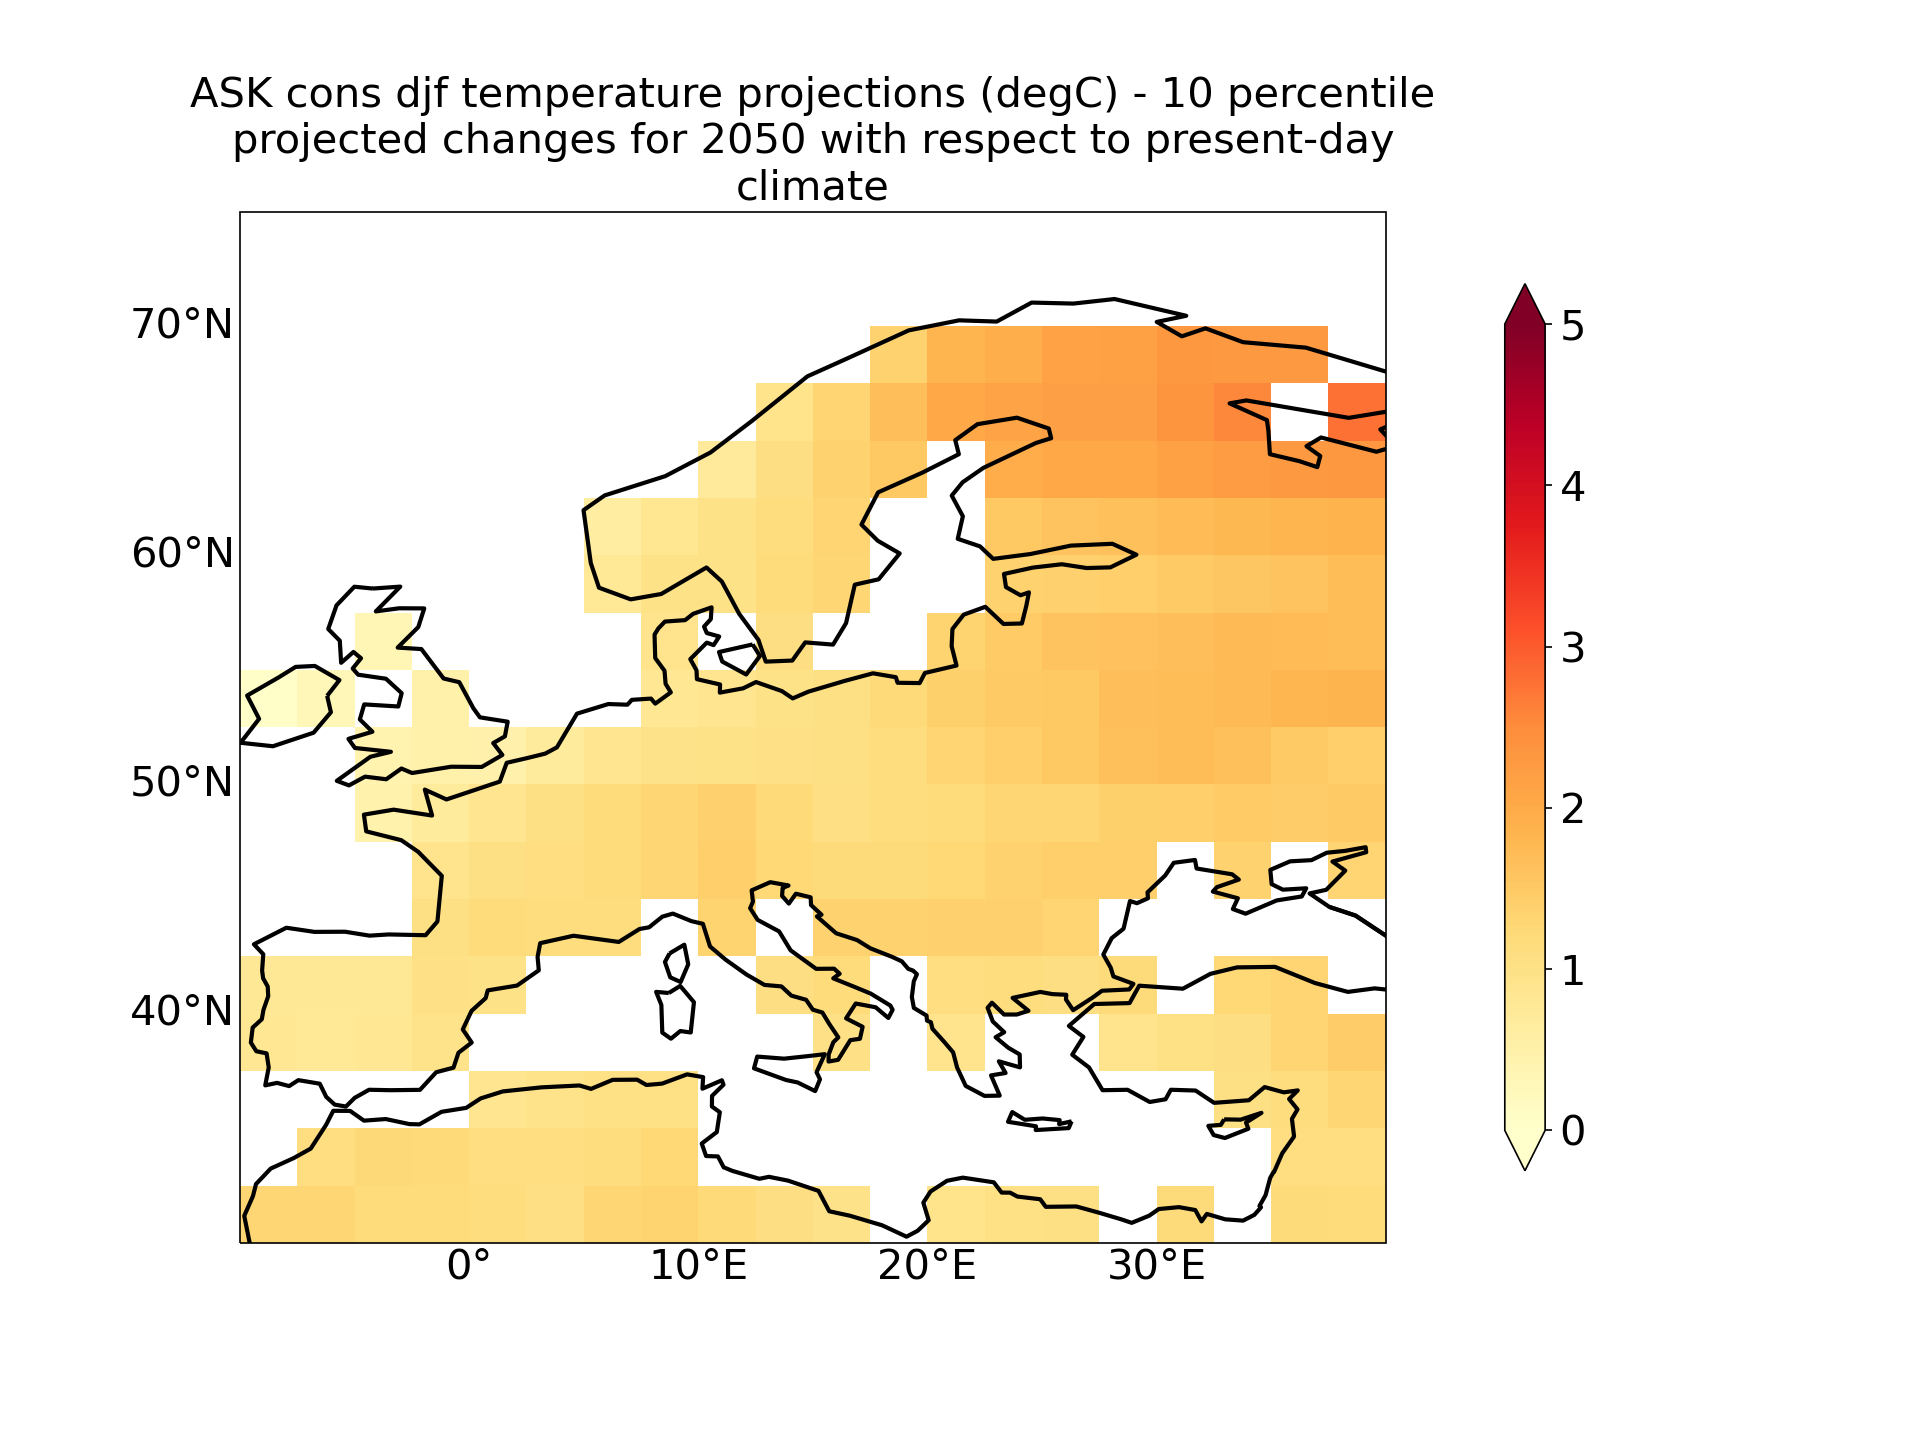 ASK cons djf temperature projections (degC) - 10 percentile
projected changes for 2050 with respect to present-day
climate
70°N
60°N
50°N
40°N
0°
10°E
20°E
30°E
5
4
3
2
1
0